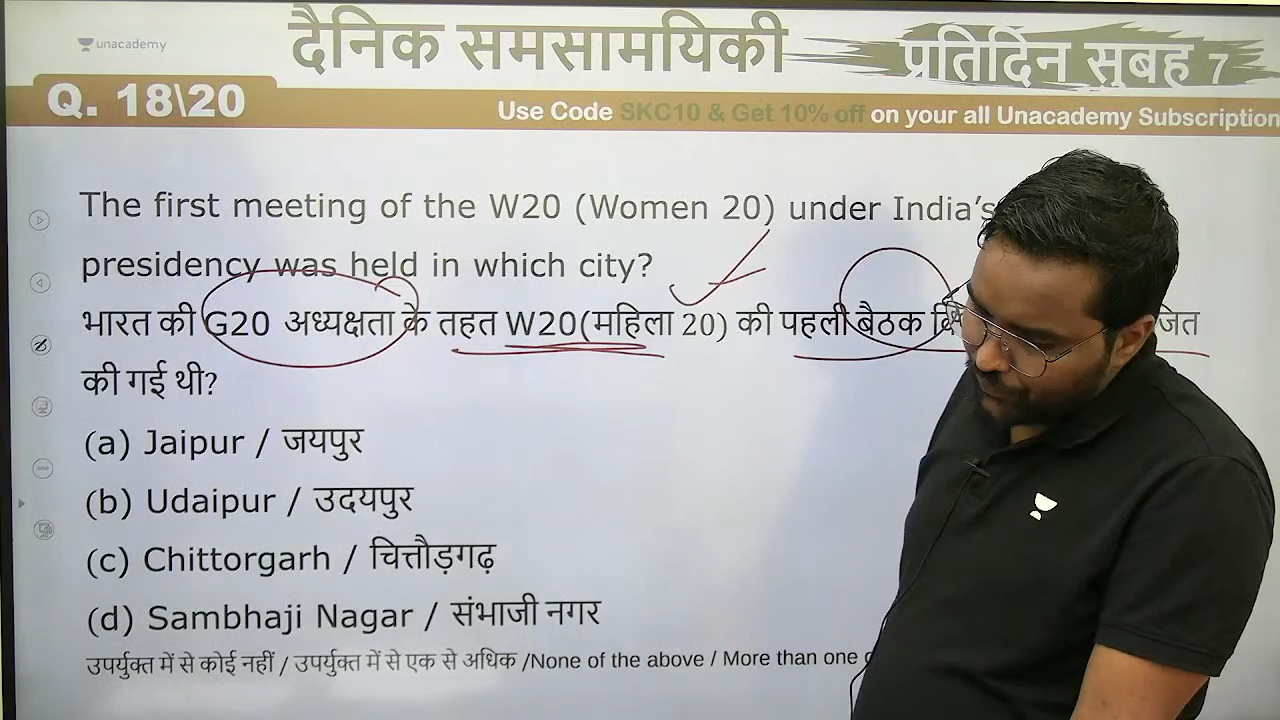 unacademy
दैनिक समसामयिकी
प्रतिदिन सुबह 7
Q. 18\20
Use Code SKC10 & Get 10% off on your all Unacademy Subscription
The first meeting of the W20 (Women 20) under India’s
presidency was held in which city?
भारत की G20 अध्यक्षता के तहत W20(महिला 20) की पहली बैठक
की गई थी?
(a) Jaipur / जयपुर
(b) Udaipur / उदयपुर
(c) Chittorgarh / चित्तौड़गढ़
(d) Sambhaji Nagar / संभाजी नगर
उपर्युक्त में से कोई नहीं / उपर्युक्त में से एक से अधिक /None of the above / More than one